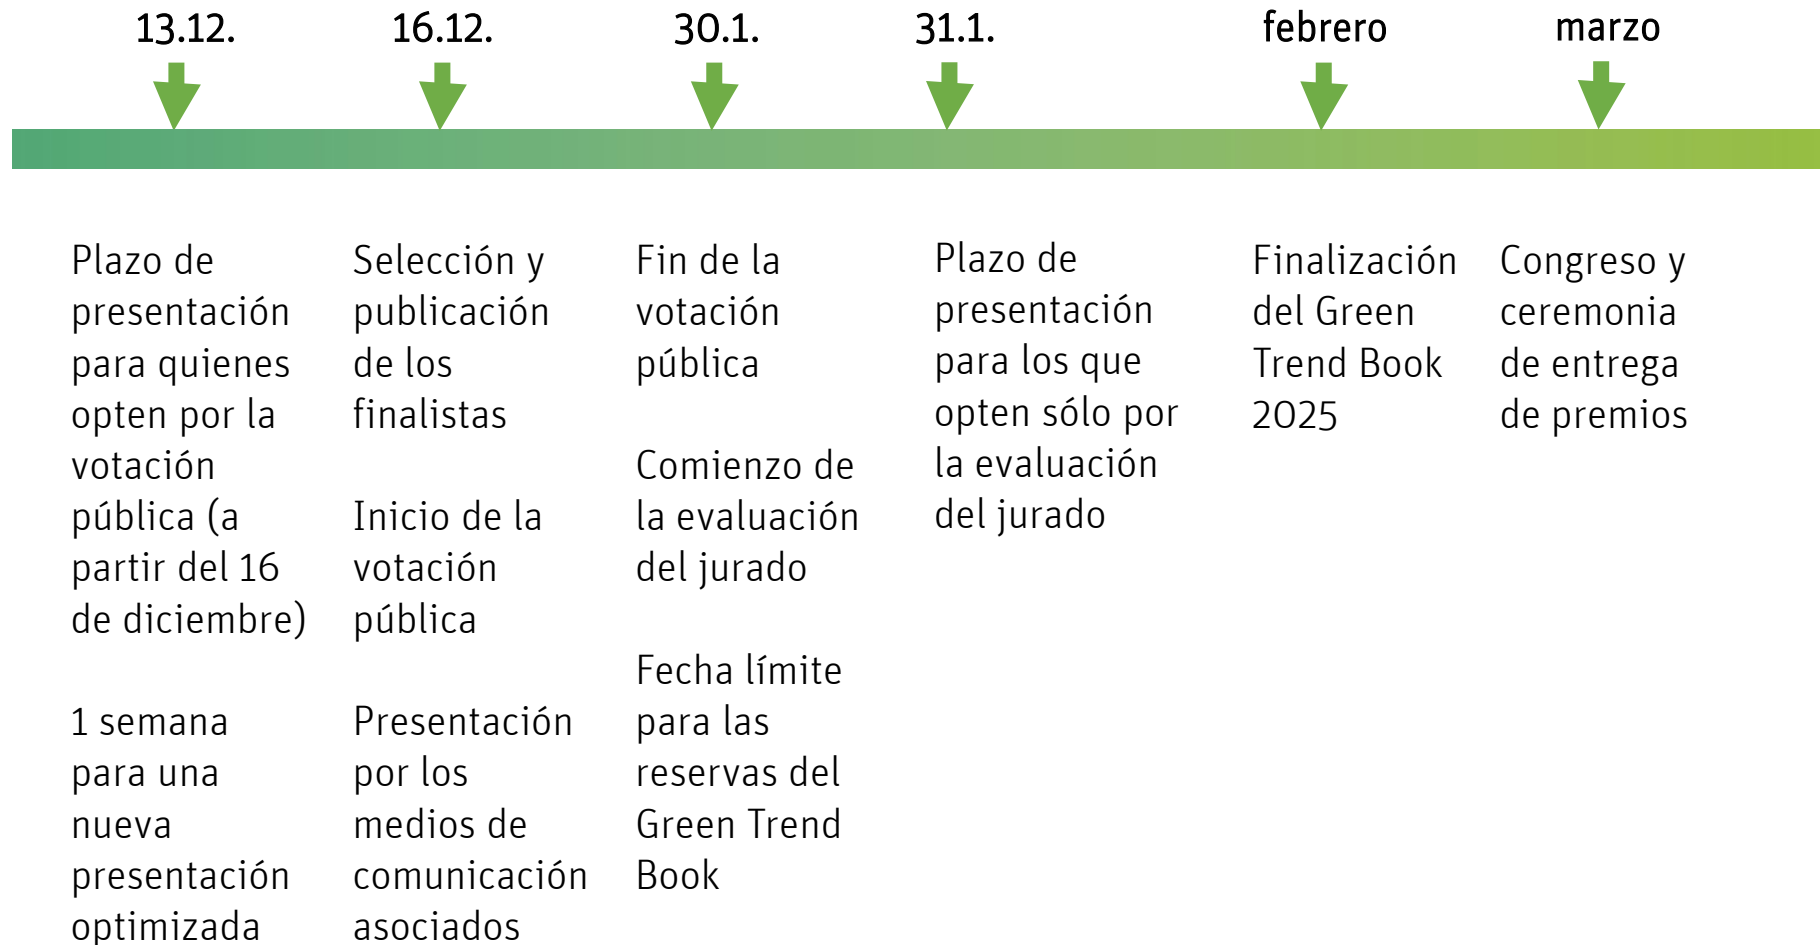 13.12.
16.12.
30.1.
31.1.
febrero
marzo
Plazo de
presentación
para quienes
opten por la
votación
pública (a
partir del 16
de diciembre)
1 semana
para una
nueva
presentación
optimizada
Selección y
publicación
de los
finalistas
Inicio de la
votación
pública
Presentación
por los
medios de
comunicación
asociados
Fin de la
votación
pública
Comienzo de
la evaluación
del jurado
Fecha límite
para las
reservas del
Green Trend
Book
Plazo de
presentación
para los que
opten sólo por
la evaluación
del jurado
Finalización
del Green
Trend Book
2025
Congreso y
ceremonia
de entrega
de premios